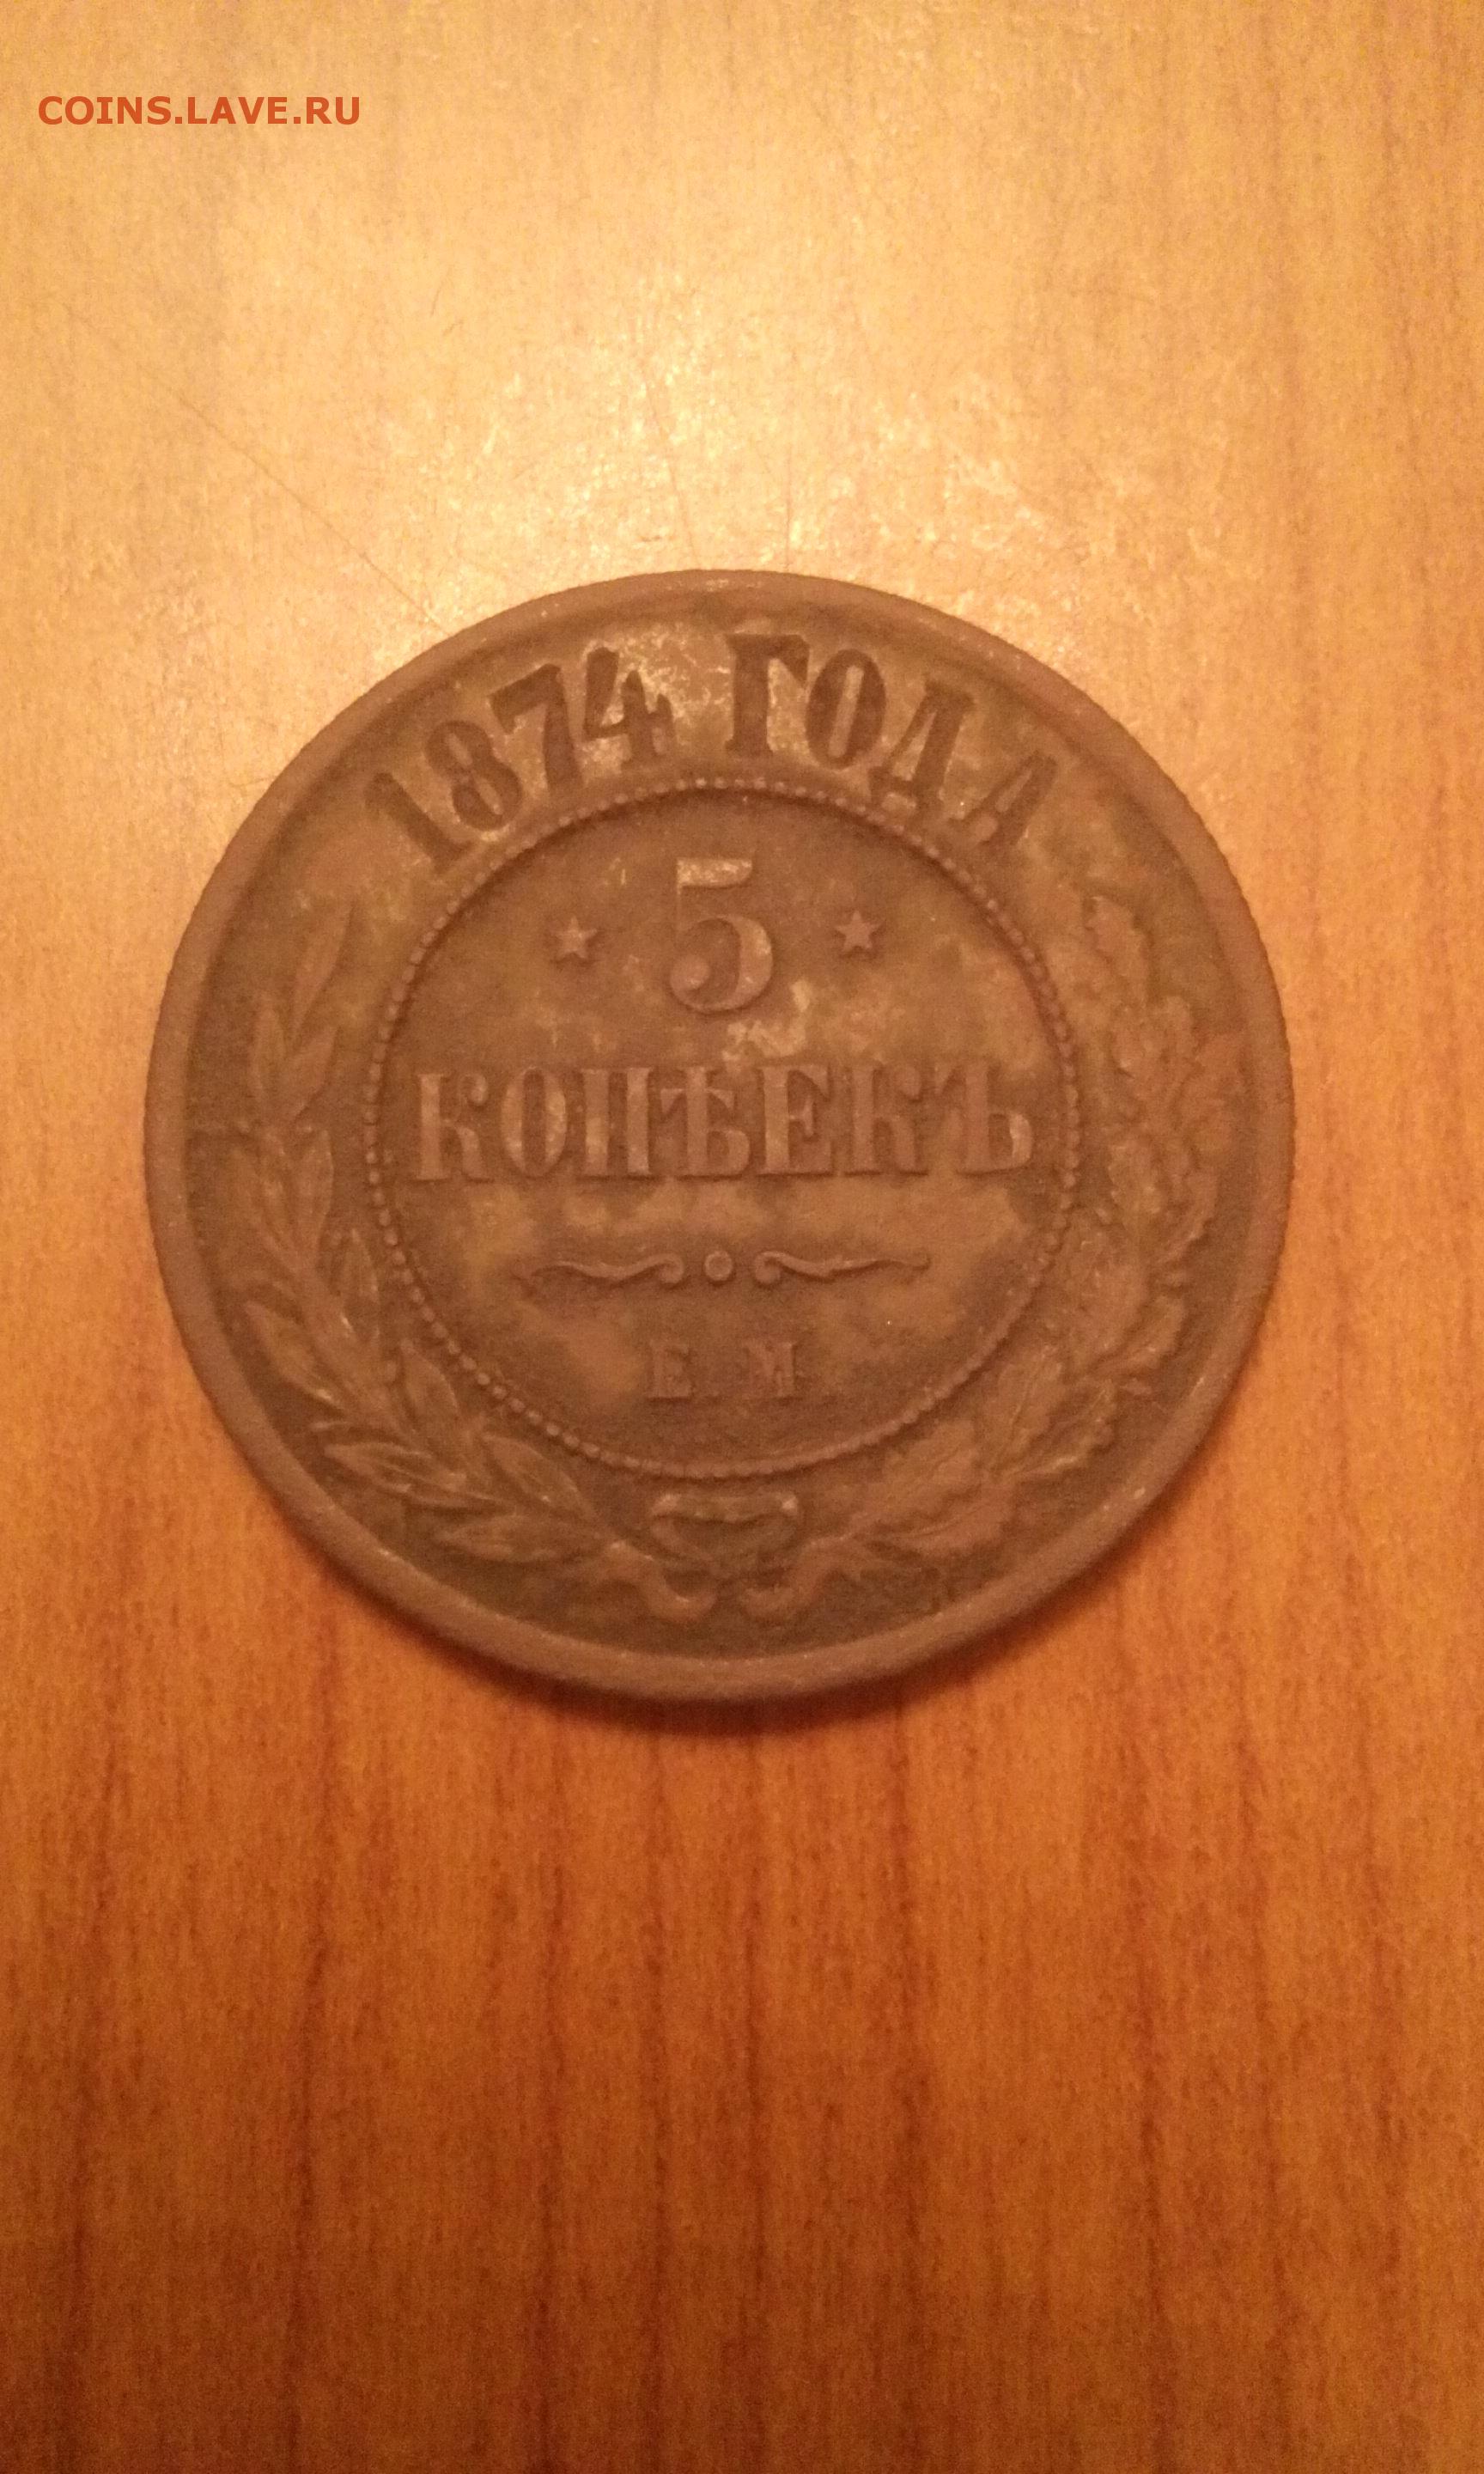 COINS.LAVE.RU
1874 ГОДА
5
КОПѢЕКЪ
Е. М.